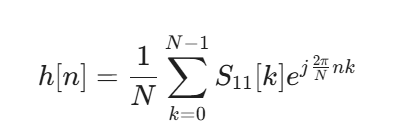 h[n] = \frac{1}{N} \sum_{k=0}^{N-1} S_{11}[k] e^{j \frac{2\pi}{N} nk}